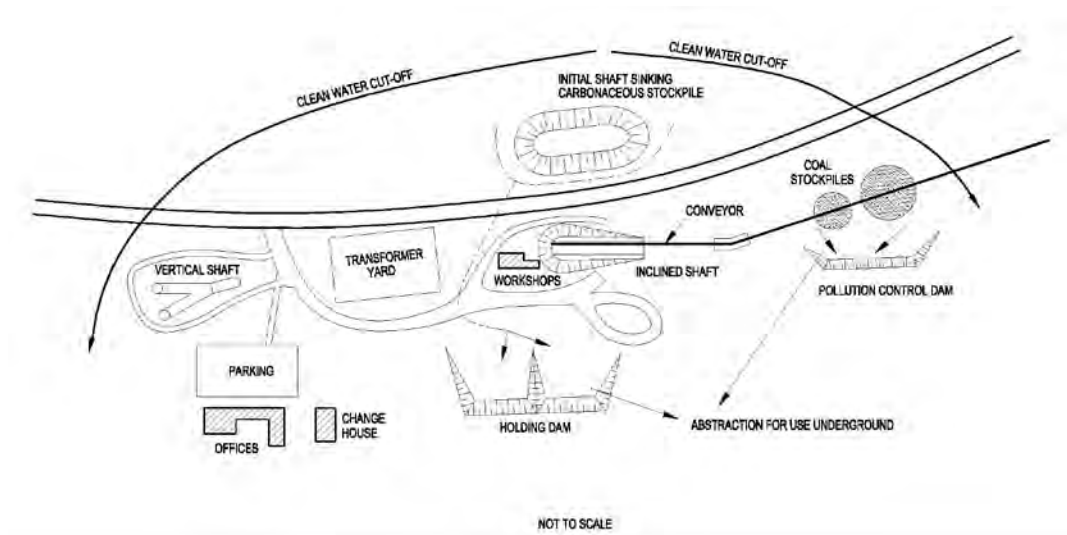 CLEAN WATER CUT-OFF
CLEAN WATER CUT-OFF
INITIAL SHAFT SINKING
CARBONACEOUS STOCKPILE
COAL
STOCKPILES
CONVEYOR
VERTICAL SHAFT
TRANSFORMER
YARD
WORKSHOPS
INCLINED SHAFT
POLLUTION CONTROL DAM
PARKING
CHANGE
HOUSE
OFFICES
HOLDING DAM
ABSTRACTION FOR USE UNDERGROUND
NOT TO SCALE